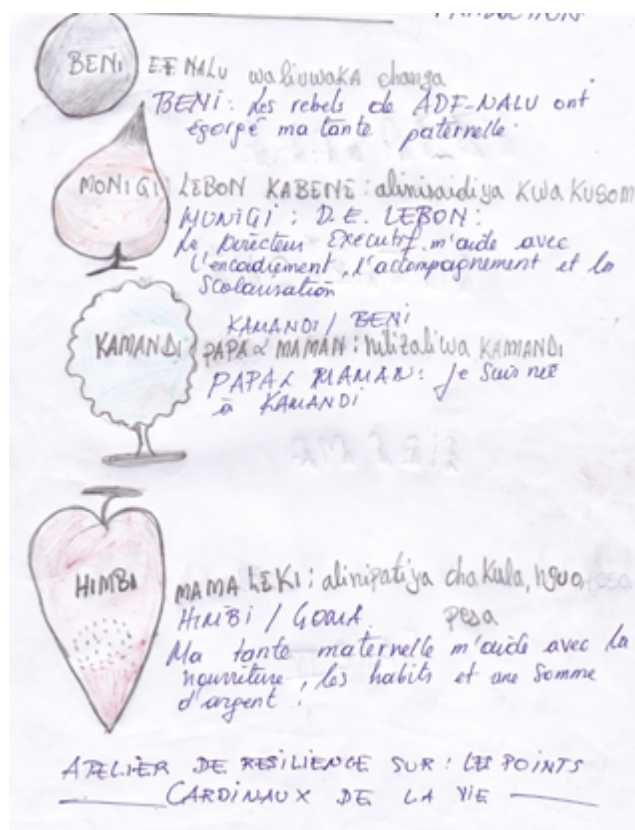 PRODUCTION
BENI E.F NALU waliuwaka changa
BENI: Les rebels de ADF-NALU ont
égorgé ma tante paternelle.
MONIGI LEBON KABENE: alinisaidiya kwa kusom
MUNIGI: D.E. LEBON:
Le Directeur Executif m'aide avec
l'encadrement, l'accompagnement et la
scolarisation
KAMANDI / BENI
KAMANDI PAPA & MAMAN: nilizaliwa KAMANDI
PAPA & MAMAN: Je suis née
à KAMANDI
HIMBI MAMA LEKI: alinipatiya chakula, nguo,
pesa
HIMBI / GOMA
Ma tante maternelle m'aide avec la
nourriture, les habits et une somme
d'argent.
ATELIER DE RESILIENCE SUR: LES POINTS
CARDINAUX DE LA VIE